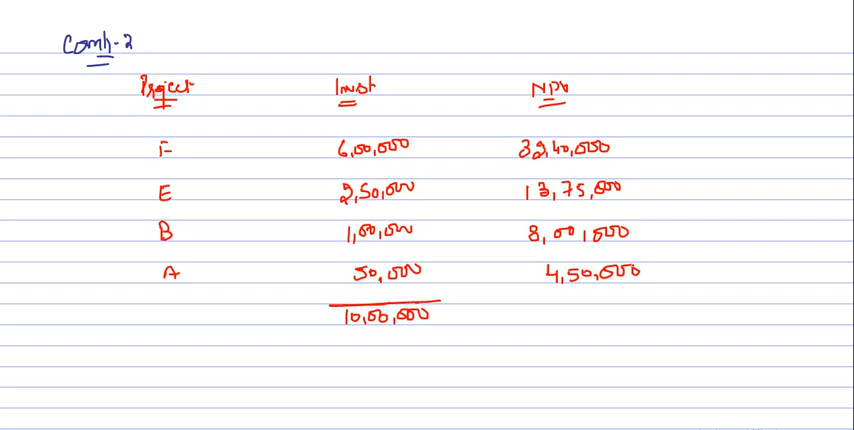 Comb-2
Project Invst NPV
F 6,00,000 32,40,000
E 2,50,000 13,75,000
B 1,00,000 8,00,000
A 50,000 4,50,000
10,00,000